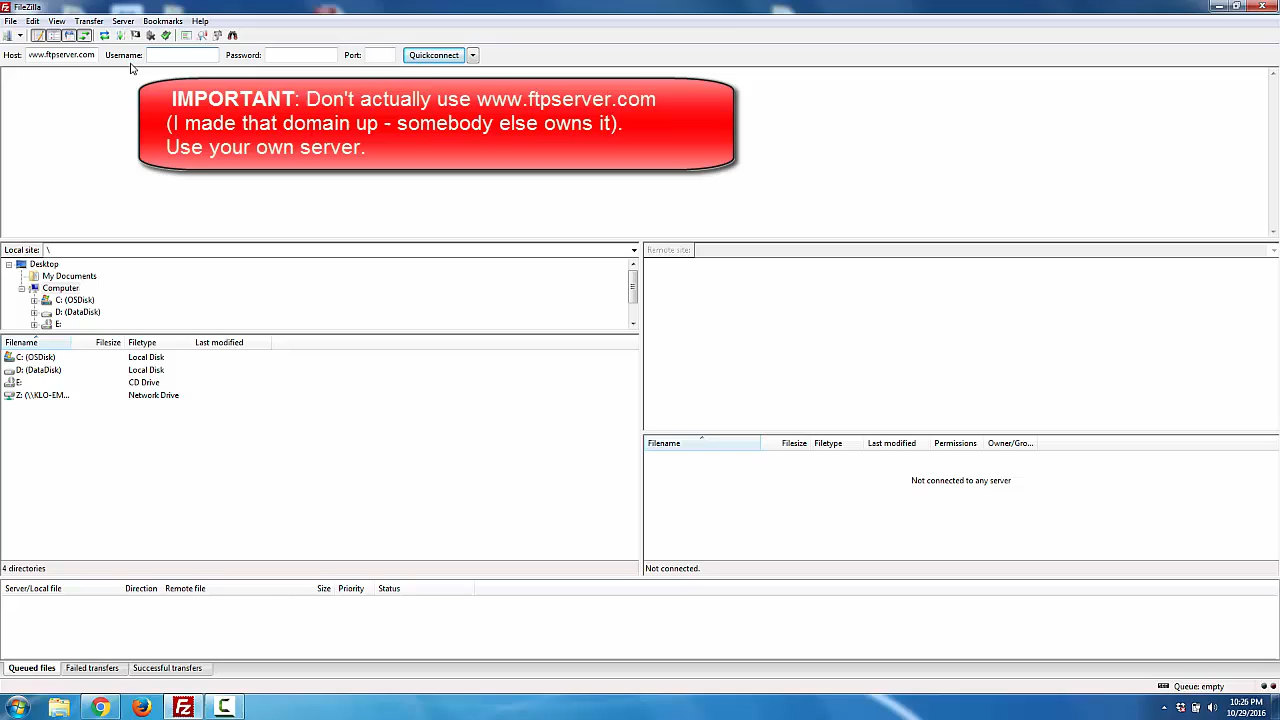 FileZilla
File Edit View Transfer Server Bookmarks Help
Host: www.ftpserver.com Username: Password: Port: Quickconnect
IMPORTANT: Don't actually use www.ftpserver.com
(I made that domain up - somebody else owns it).
Use your own server.
Local site: \
Remote site:
Desktop
My Documents
Computer
C: (OSDisk)
D: (DataDisk)
E:
Filename Filesize Filetype Last modified
C: (OSDisk) Local Disk
D: (DataDisk) Local Disk
E: CD Drive
Z: (\\KLO-EM... Network Drive
4 directories
Filename Filesize Filetype Last modified Permissions Owner/Gro...
Not connected to any server
Not connected.
Server/Local file Direction Remote file Size Priority Status
Queued files Failed transfers Successful transfers
Queue: empty
10:26 PM
10/29/2016